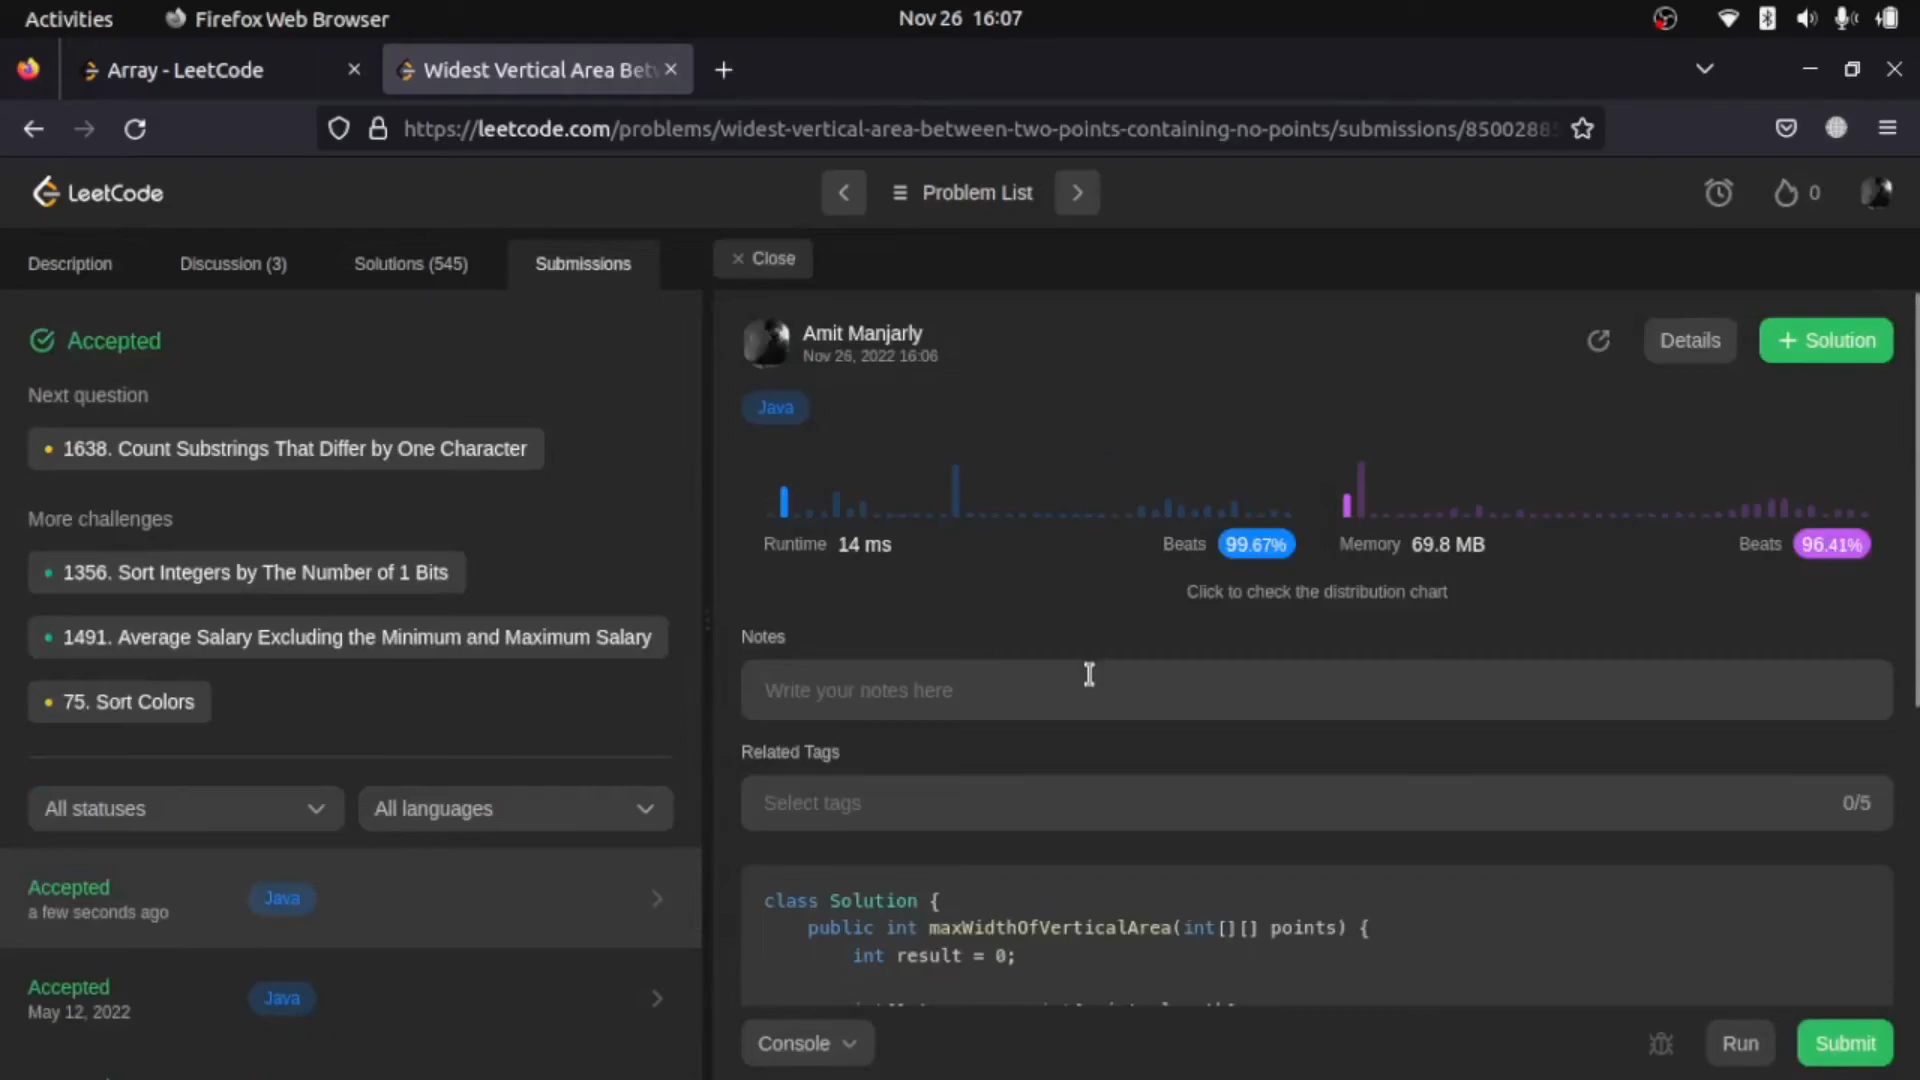 Activities
Firefox Web Browser
Nov 26 16:07
Array - LeetCode
Widest Vertical Area Bet
https://leetcode.com/problems/widest-vertical-area-between-two-points-containing-no-points/submissions/8500288
LeetCode
Problem List
0
Description
Discussion (3)
Solutions (545)
Submissions
Close
Accepted
Next question
1638. Count Substrings That Differ by One Character
More challenges
1356. Sort Integers by The Number of 1 Bits
1491. Average Salary Excluding the Minimum and Maximum Salary
75. Sort Colors
All statuses
All languages
Accepted
a few seconds ago
Java
Accepted
May 12, 2022
Java
Amit Manjarly
Nov 26, 2022 16:06
Details
+ Solution
Java
Runtime 14 ms
Beats 99.67%
Memory 69.8 MB
Beats 96.41%
Click to check the distribution chart
Notes
Write your notes here
Related Tags
Select tags
0/5
class Solution {
public int maxWidthOfVerticalArea(int[][] points) {
int result = 0;
Console
Run
Submit